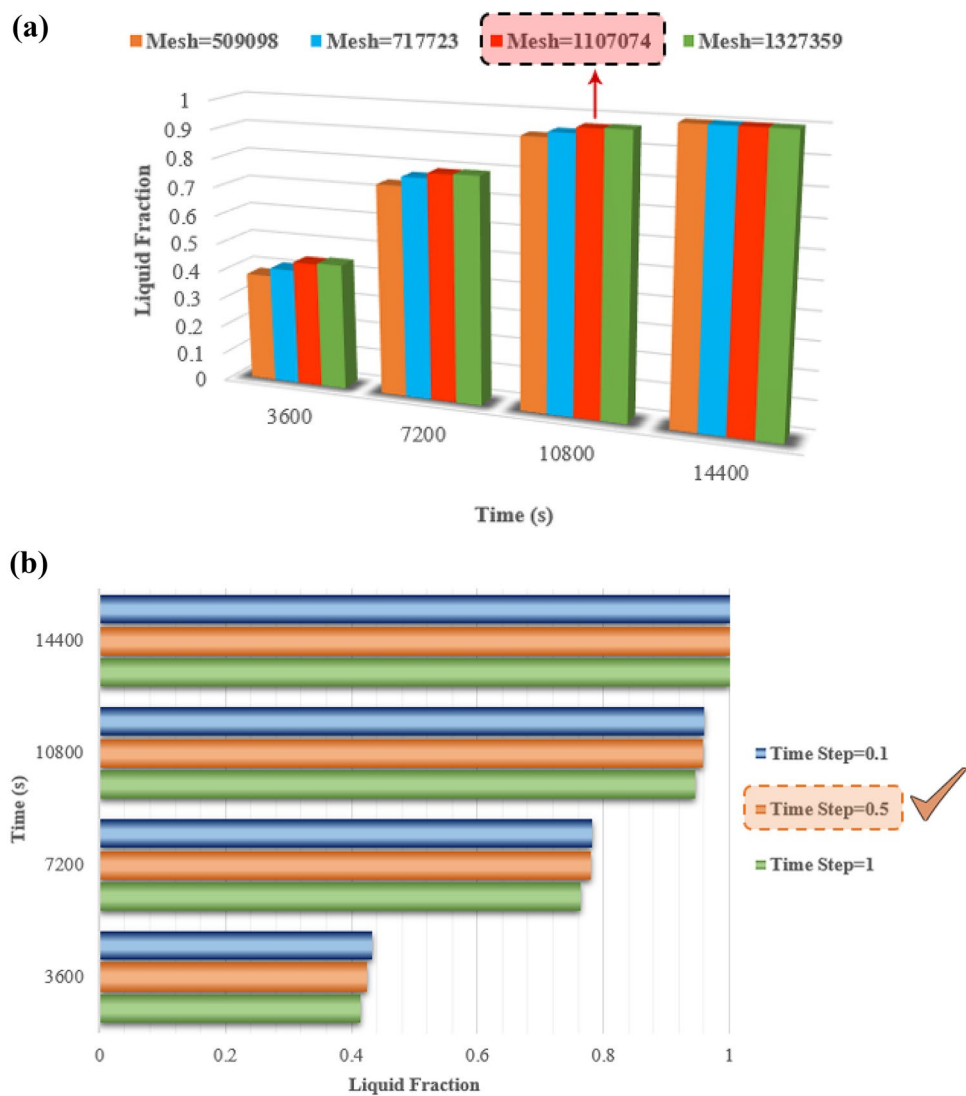 (a)
Mesh=509098 Mesh=717723 Mesh=1107074 Mesh=1327359
1
0.9
0.8
0.7
0.6
0.5
0.4
0.3
0.2
0.1
0
Liquid Fraction
3600
7200
10800
14400
Time (s)
(b)
14400
10800
7200
3600
Time (s)
Time Step=0.1
Time Step=0.5
Time Step=1
0 0.2 0.4 0.6 0.8 1
Liquid Fraction